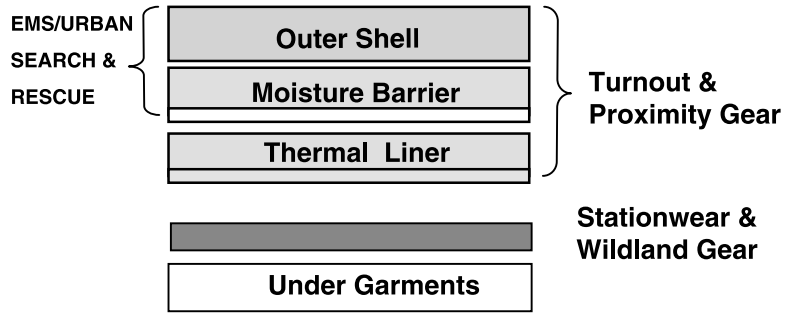 EMS/URBAN
SEARCH &
RESCUE
Outer Shell
Moisture Barrier
Thermal Liner
Turnout &
Proximity Gear
Stationwear &
Wildland Gear
Under Garments